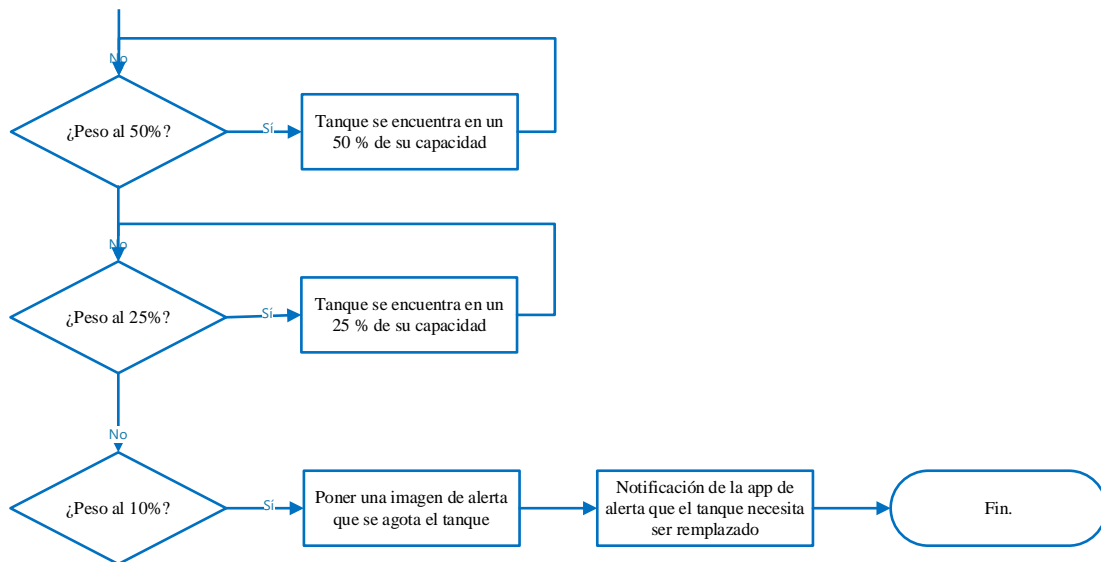 No
¿Peso al 50%?
Sí
Tanque se encuentra en un
50 % de su capacidad
No
¿Peso al 25%?
Sí
Tanque se encuentra en un
25 % de su capacidad
No
¿Peso al 10%?
Sí
Poner una imagen de alerta
que se agota el tanque
Notificación de la app de
alerta que el tanque necesita
ser remplazado
Fin.